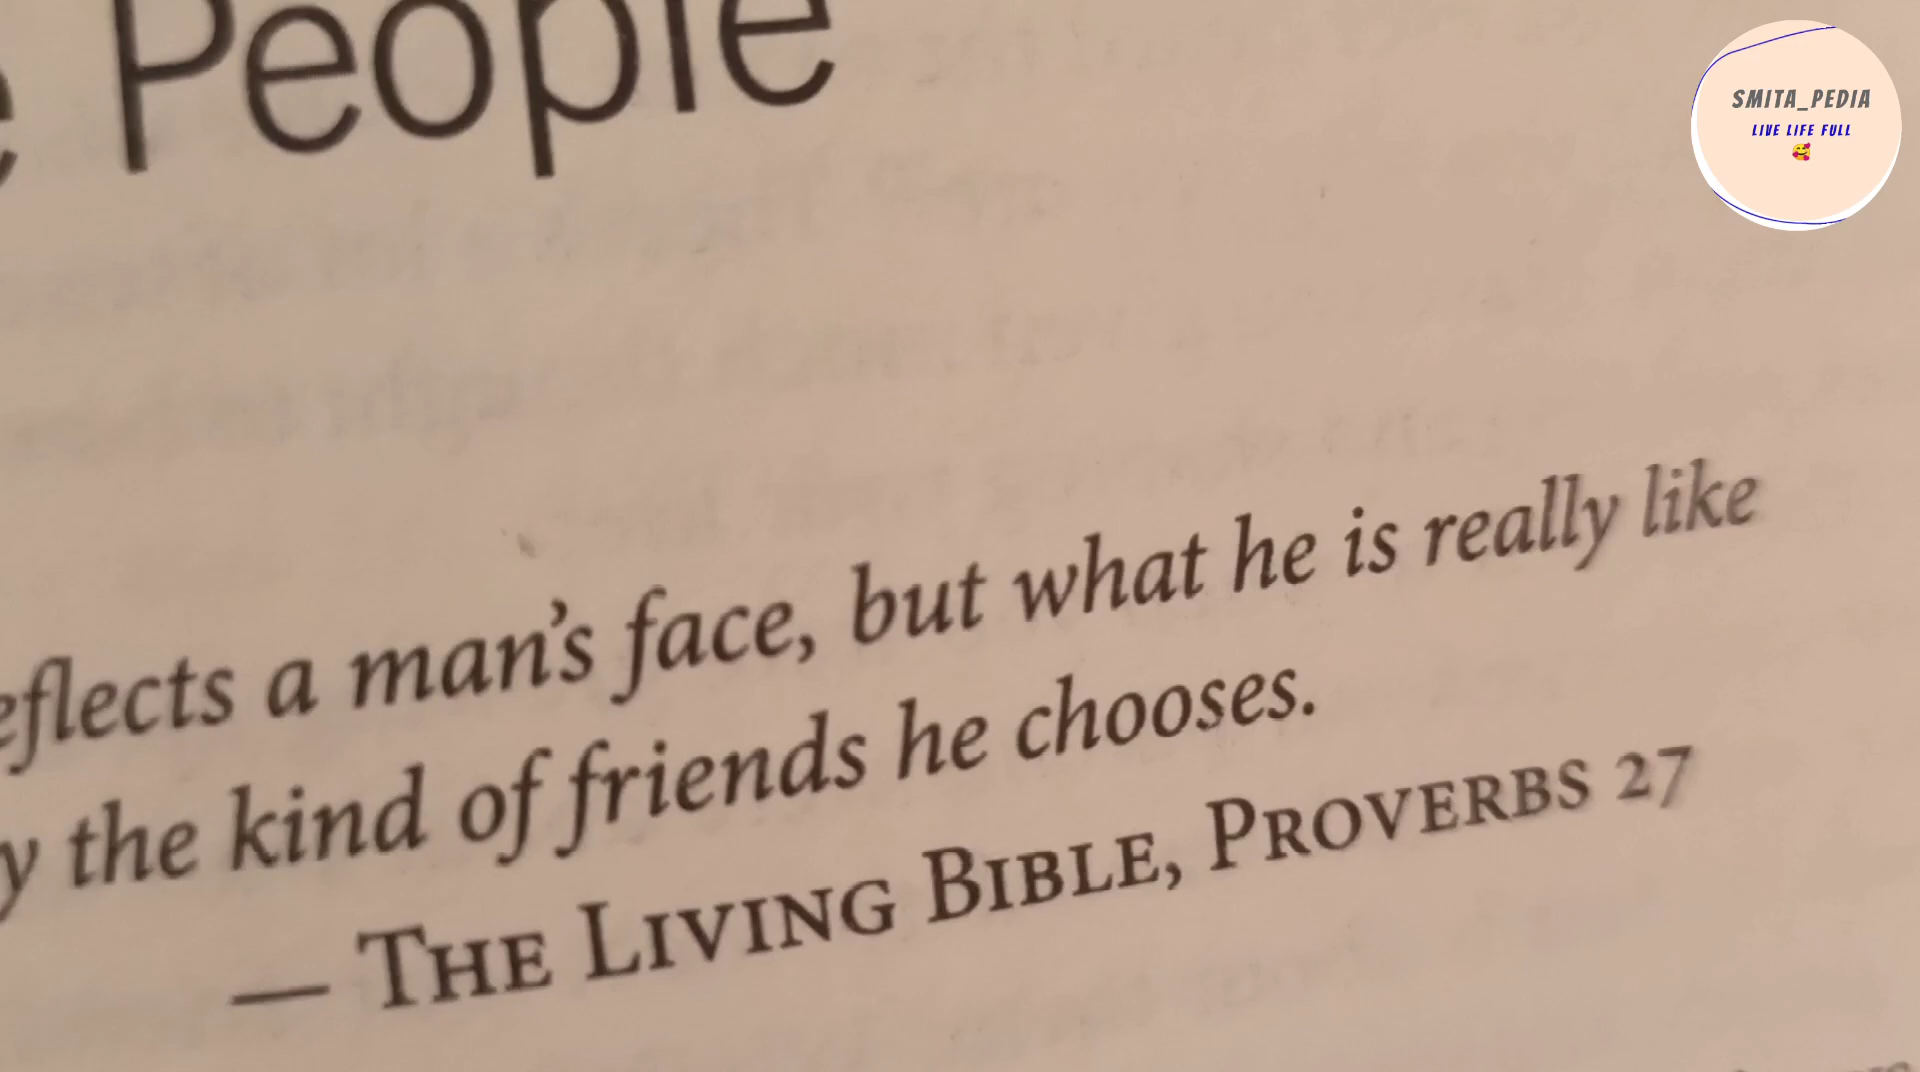 People
SMITA_PEDIA
LIVE LIFE FULL
eflects a man's face, but what he is really like
y the kind of friends he chooses.
— THE LIVING BIBLE, PROVERBS 27